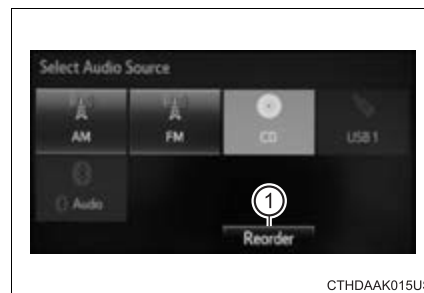 Select Audio Source
AM
FM
CD
USB 1
Audio
1
Reorder
CTHDAAK015US